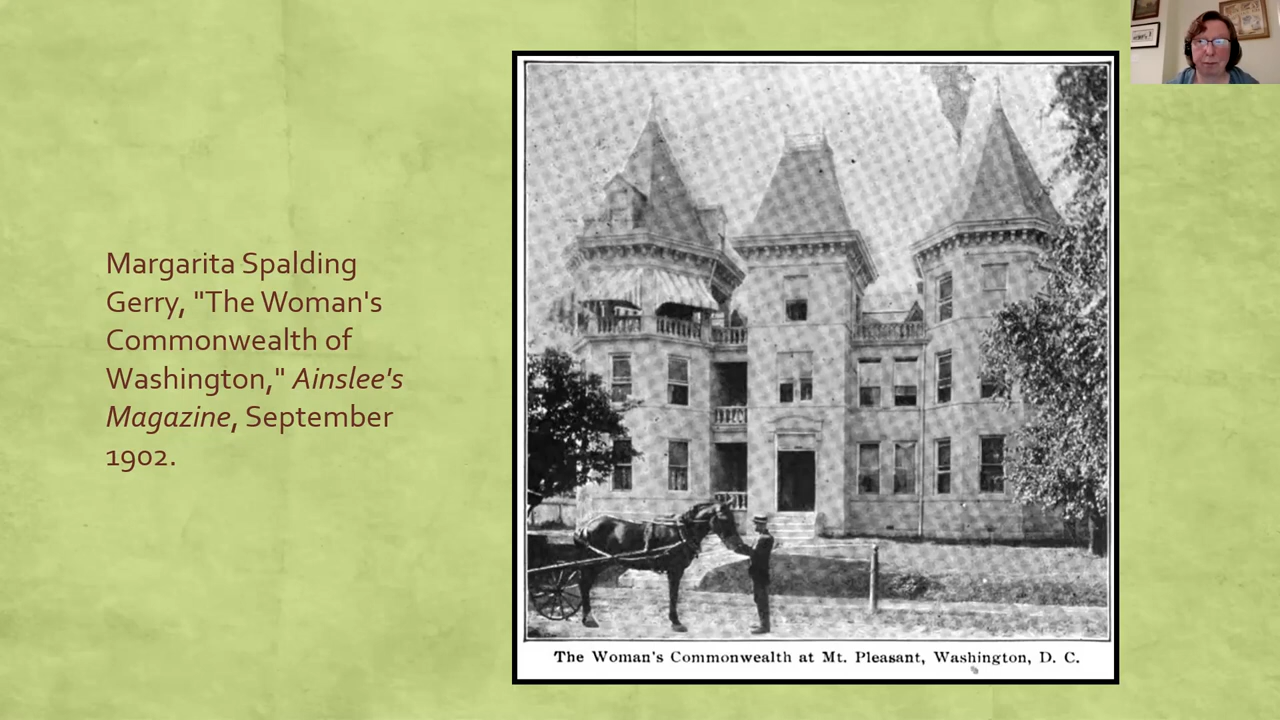 Margarita Spalding
Gerry, "The Woman's
Commonwealth of
Washington," Ainslee's
Magazine, September
1902.
The Woman's Commonwealth at Mt. Pleasant, Washington, D. C.